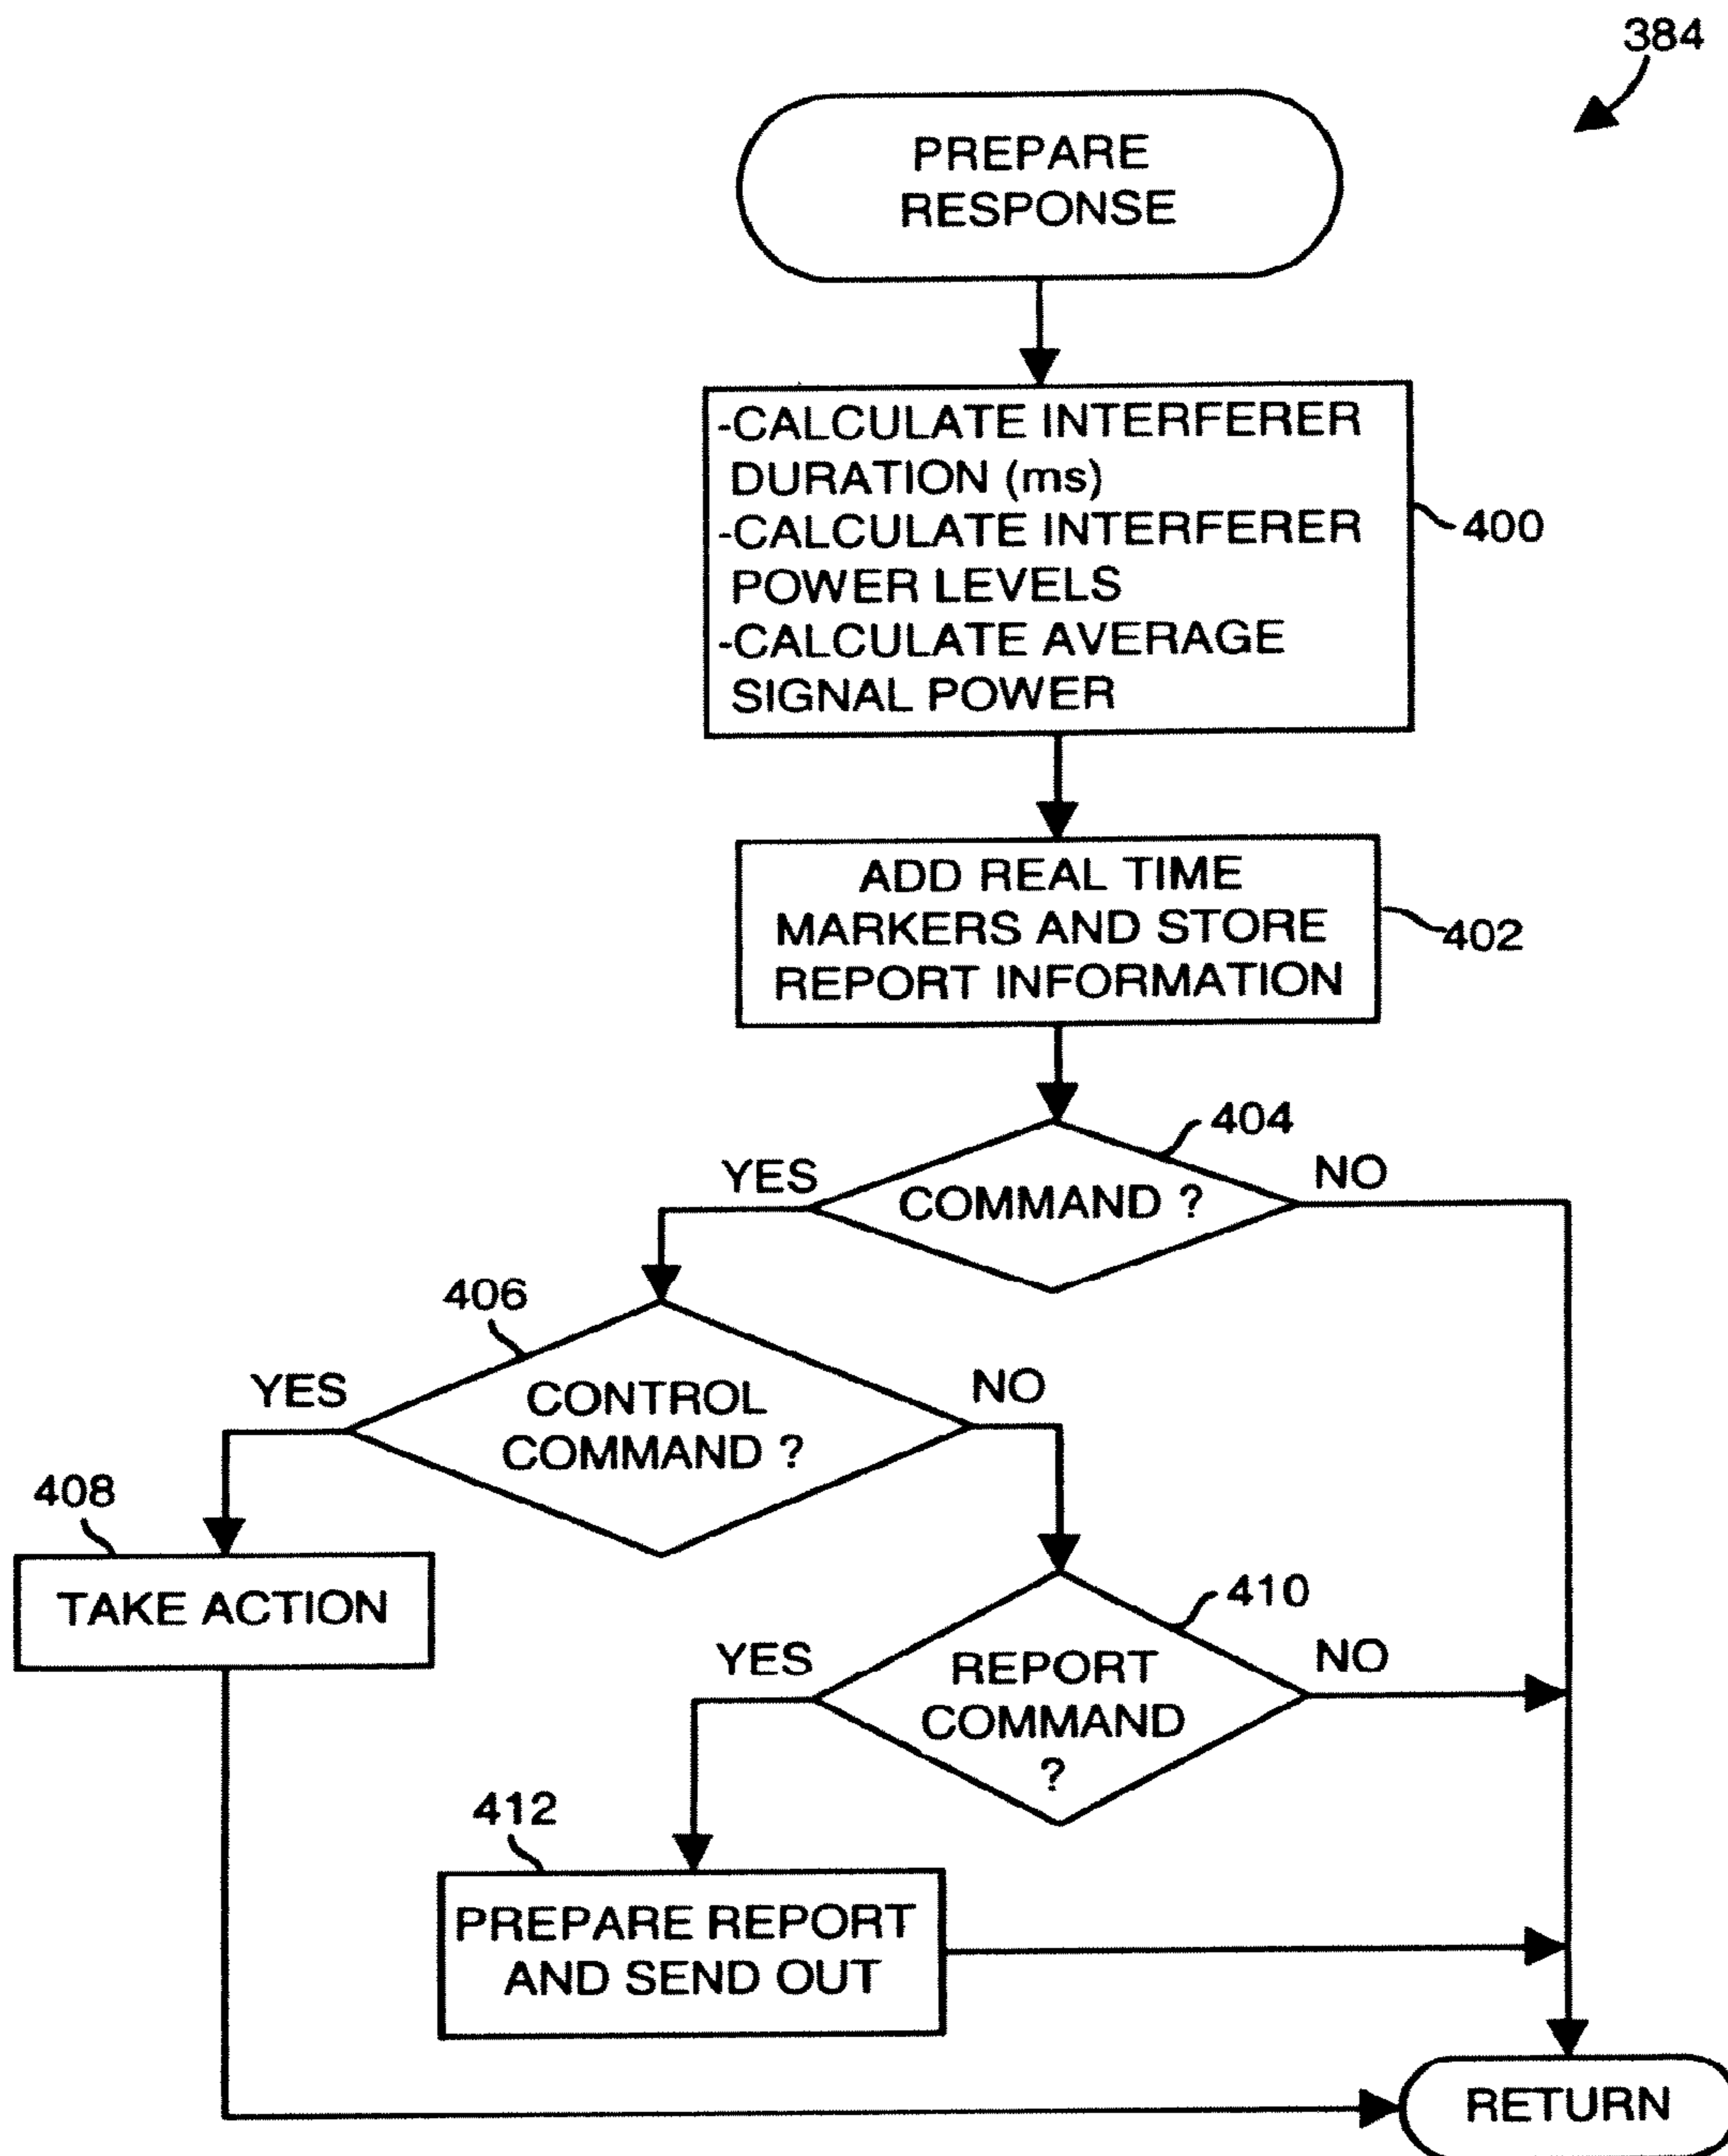 384
PREPARE
RESPONSE
-CALCULATE INTERFERER
DURATION (ms)
-CALCULATE INTERFERER
POWER LEVELS
-CALCULATE AVERAGE
SIGNAL POWER
400
ADD REAL TIME
MARKERS AND STORE
REPORT INFORMATION
402
404
YES
COMMAND ?
NO
406
YES
CONTROL
COMMAND ?
NO
408
TAKE ACTION
410
YES
REPORT
COMMAND
?
NO
412
PREPARE REPORT
AND SEND OUT
RETURN